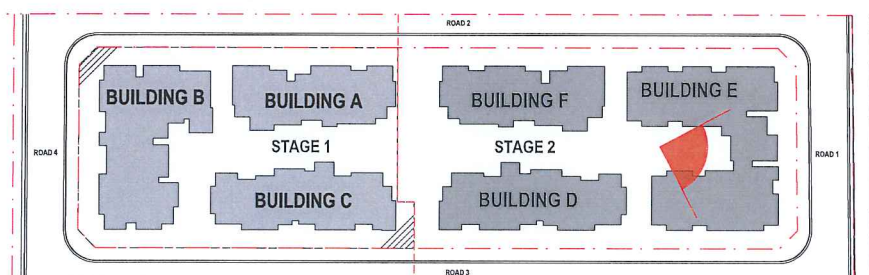 ROAD 2
BUILDING B
BUILDING A
BUILDING F
BUILDING E
STAGE 1
STAGE 2
ROAD 4
ROAD 1
BUILDING C
BUILDING D
ROAD 3